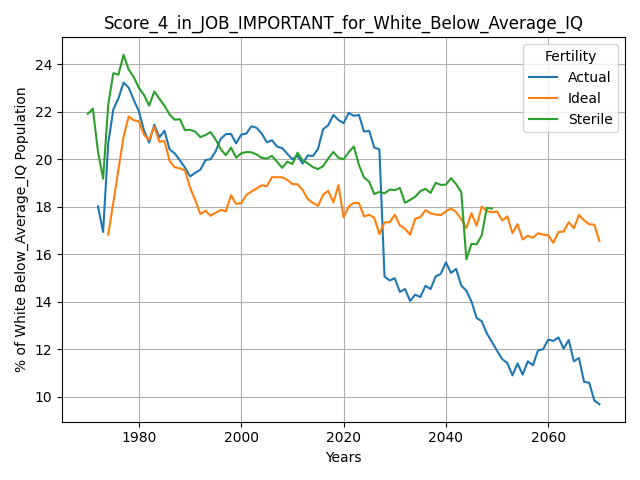 Score_4_in_JOB_IMPORTANT_for_White_Below_Average_IQ
% of White Below_Average_IQ Population
24
22
20
18
16
14
12
10
Fertility
Actual
Ideal
Sterile
1980
2000
2020
2040
2060
Years